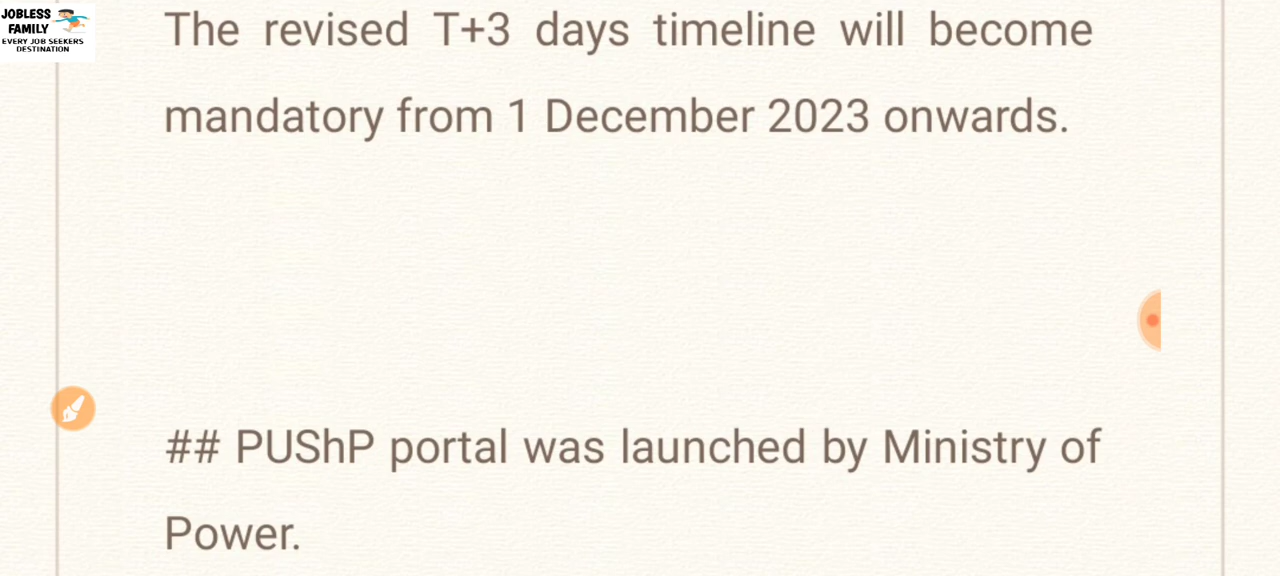 JOBLESS
FAMILY
EVERY JOB SEEKERS
DESTINATION
The revised T+3 days timeline will become
mandatory from 1 December 2023 onwards.
## PUShP portal was launched by Ministry of
Power.